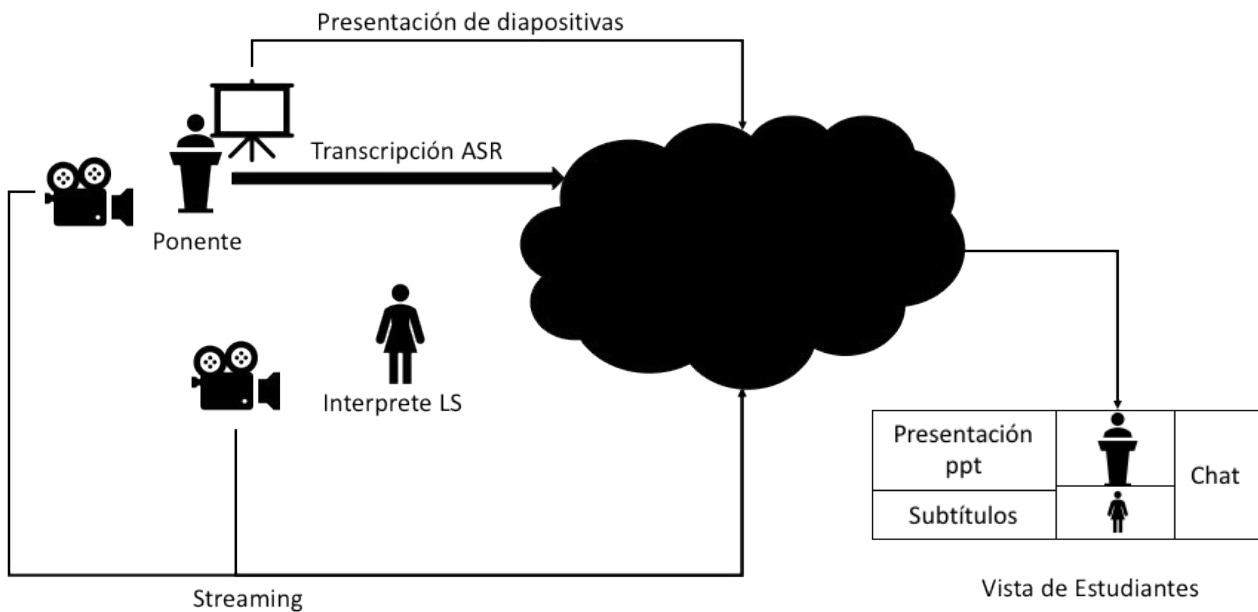 Presentación de diapositivas
Transcripción ASR
Ponente
Interprete LS
Presentación
ppt
Chat
Subtítulos
Vista de Estudiantes
Streaming